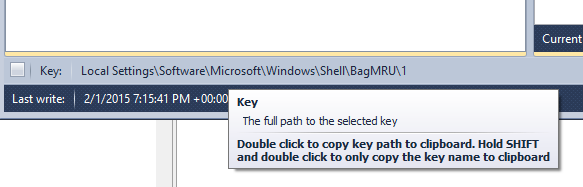 Current
Key: Local Settings\Software\Microsoft\Windows\Shell\BagMRU\1
Last write: 2/1/2015 7:15:41 PM +00:00
Key
The full path to the selected key
Double click to copy key path to clipboard. Hold SHIFT
and double click to only copy the key name to clipboard